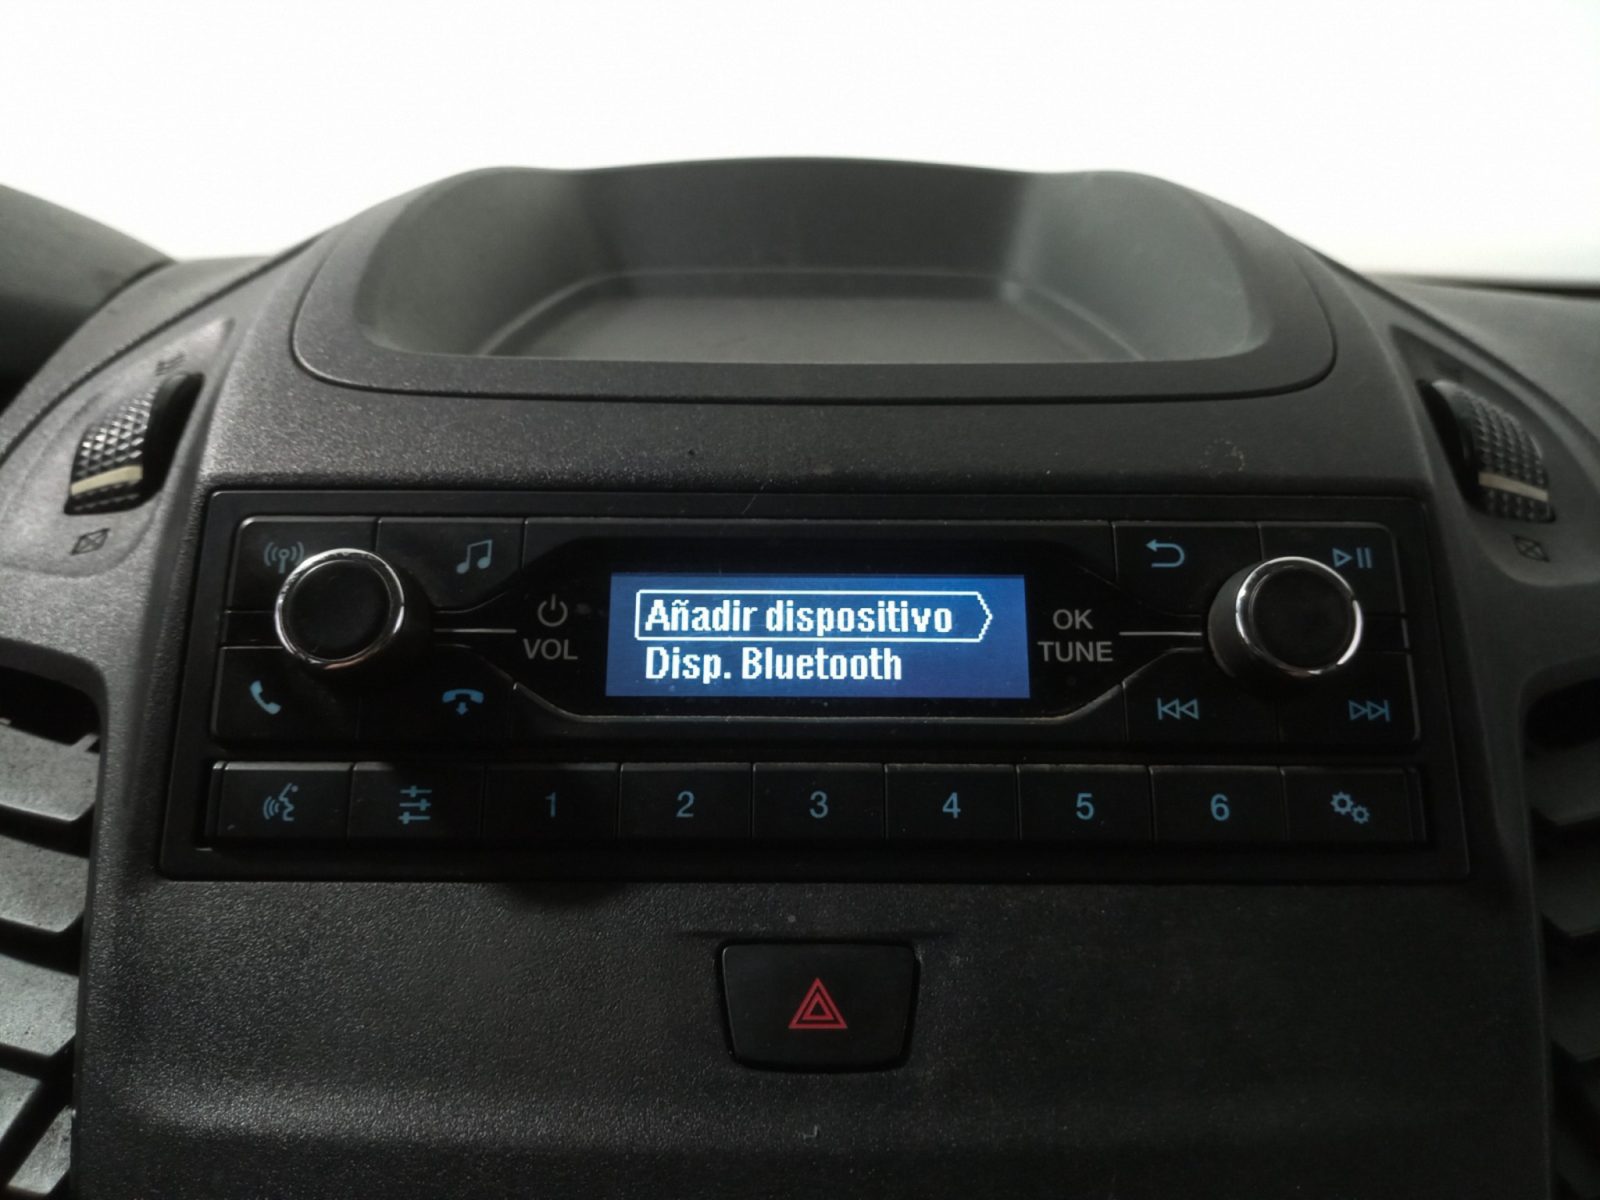 VOL
Añadir dispositivo
Disp. Bluetooth
OK
TUNE
1 2 3 4 5 6